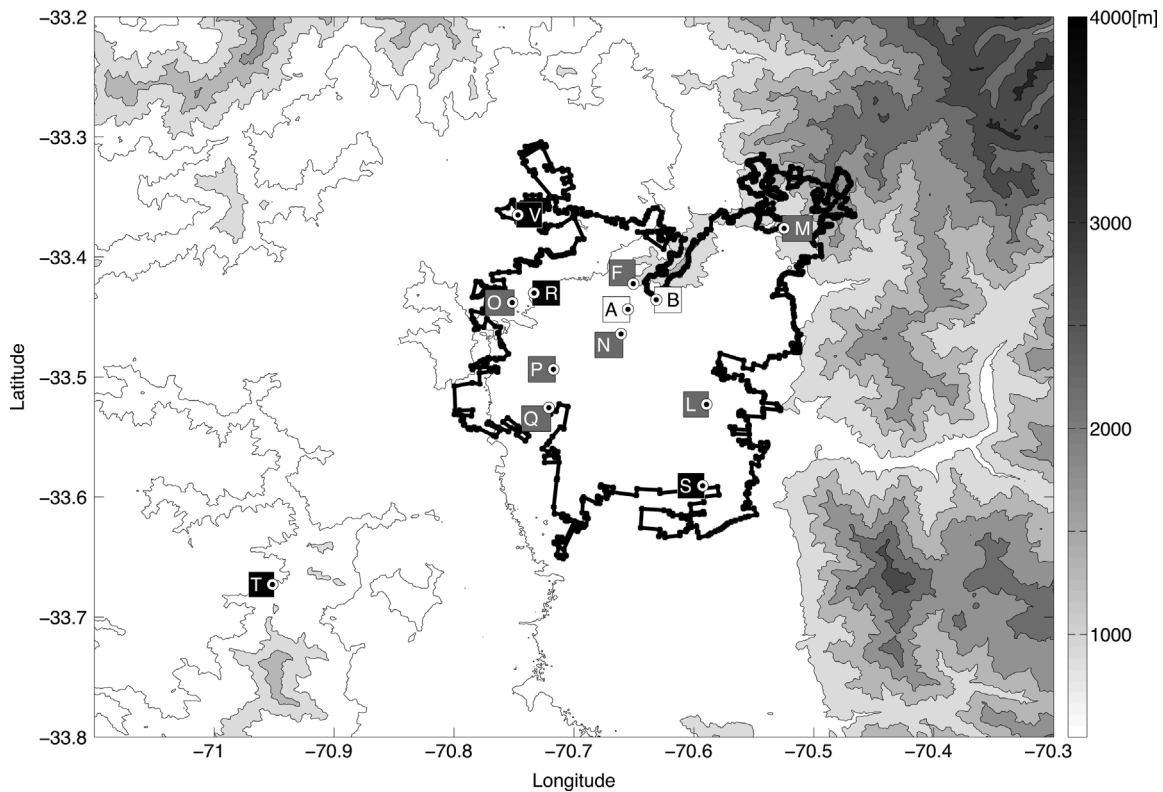 −33.2
4000[m]
−33.3
V
3000
M
−33.4
F
R
O
B
A
N
Latitude
P
−33.5
L
2000
Q
S
−33.6
T
1000
−33.7
−33.8
−71 −70.9 −70.8 −70.7 −70.6 −70.5 −70.4 −70.3
Longitude